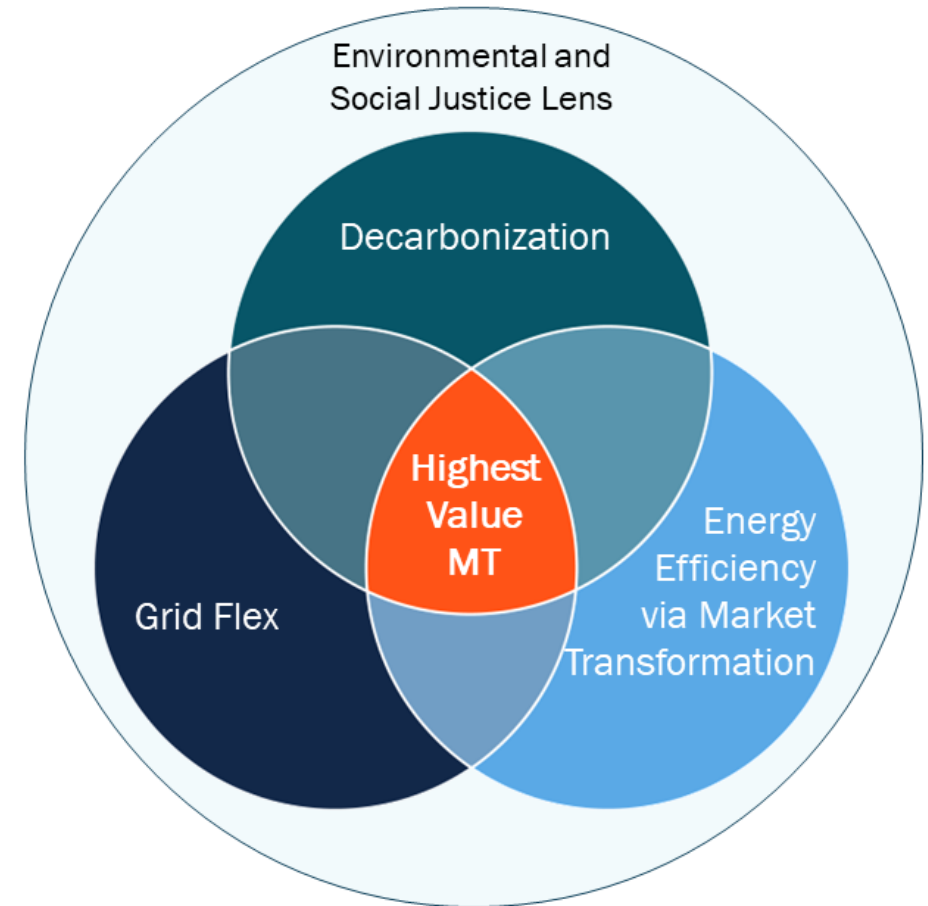 Environmental and
Social Justice Lens
Decarbonization
Highest
Value
MT
Grid Flex
Energy
Efficiency
via Market
Transformation